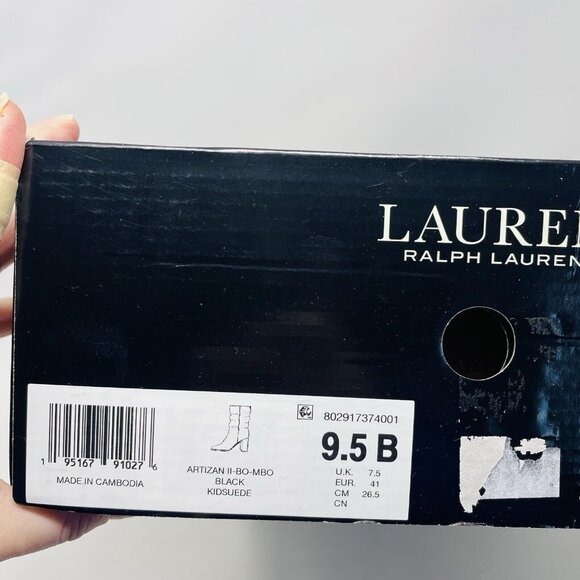 LAUREN
RALPH LAUREN
802917374001
9.5 B
U.K. 7.5
EUR. 41
CM 26.5
CN
ARTIZAN II-BO-MBO
BLACK
KIDSUEDE
1 95167 91027 6
MADE IN CAMBODIA